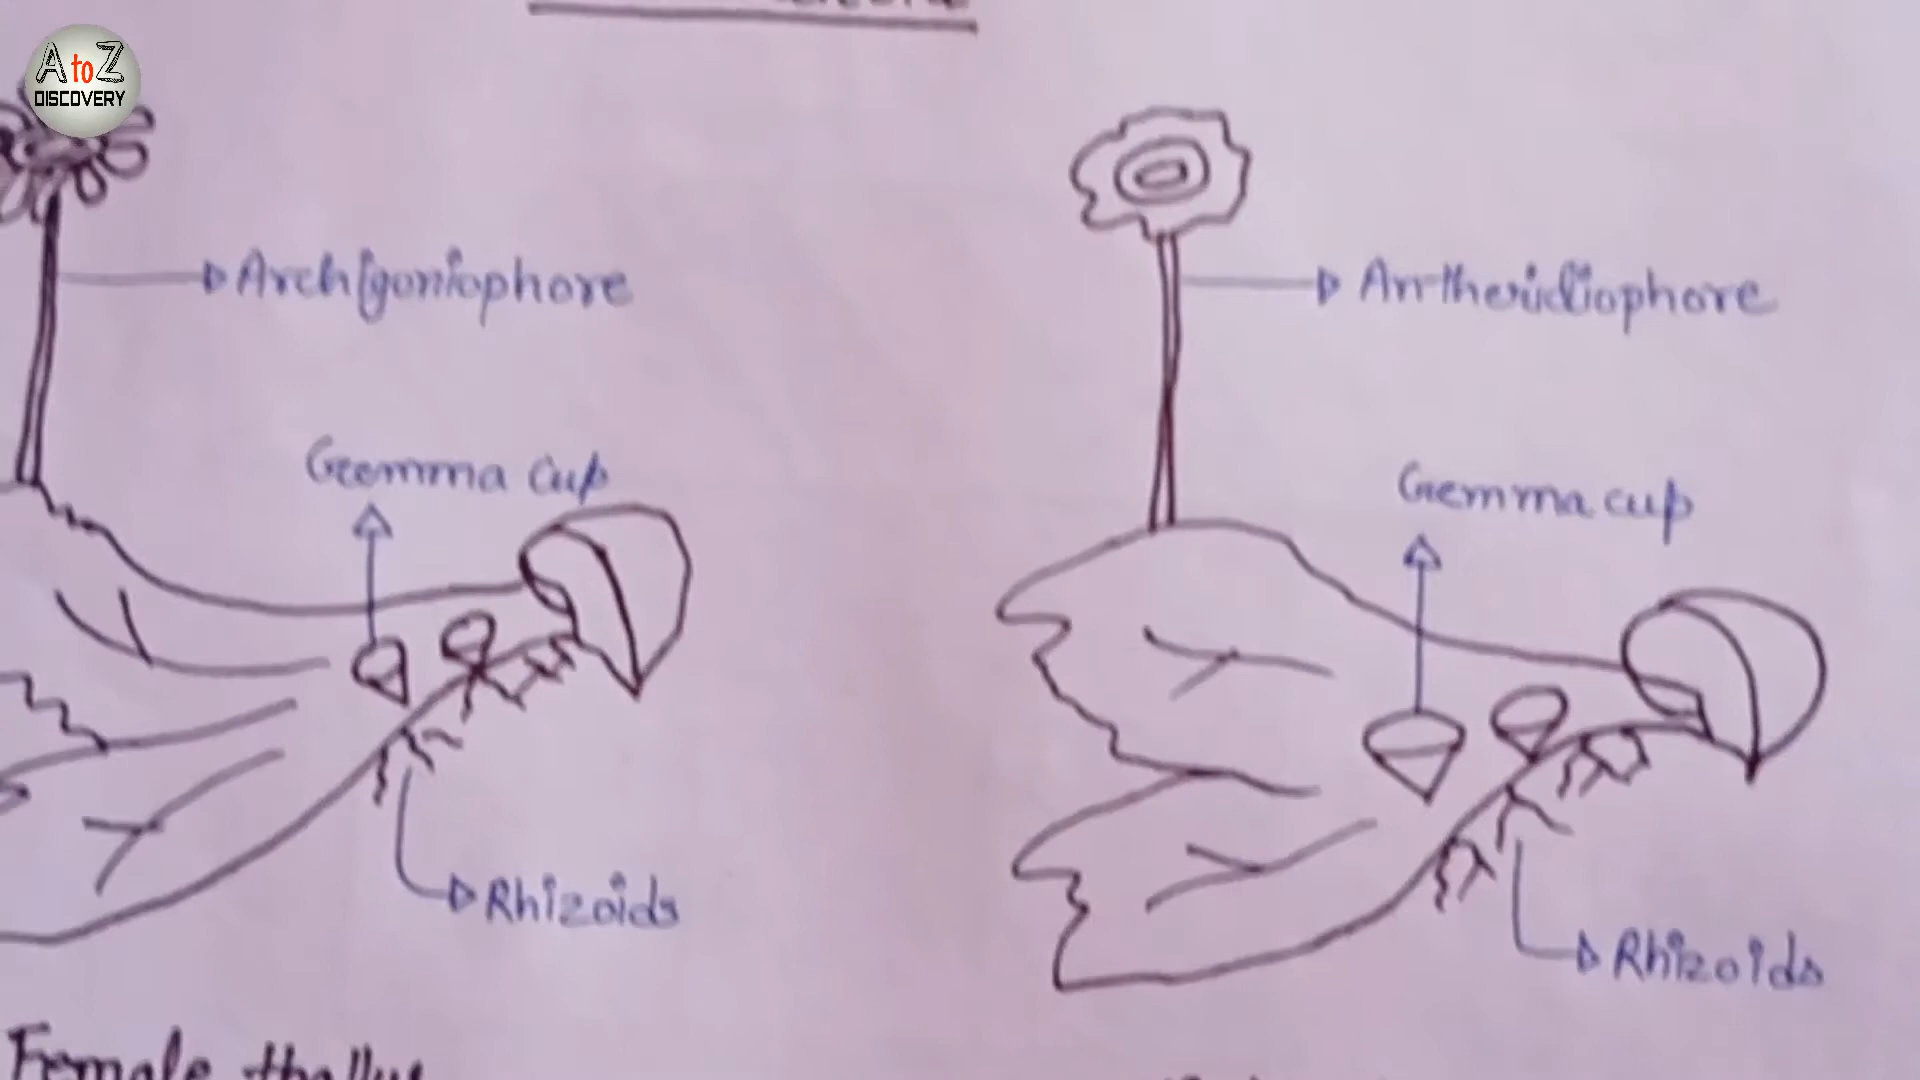 A to Z
DISCOVERY
Archegoniophore
Antheridiophore
Gemma cup
Gemma cup
Rhizoids
Rhizoids
Female thallus